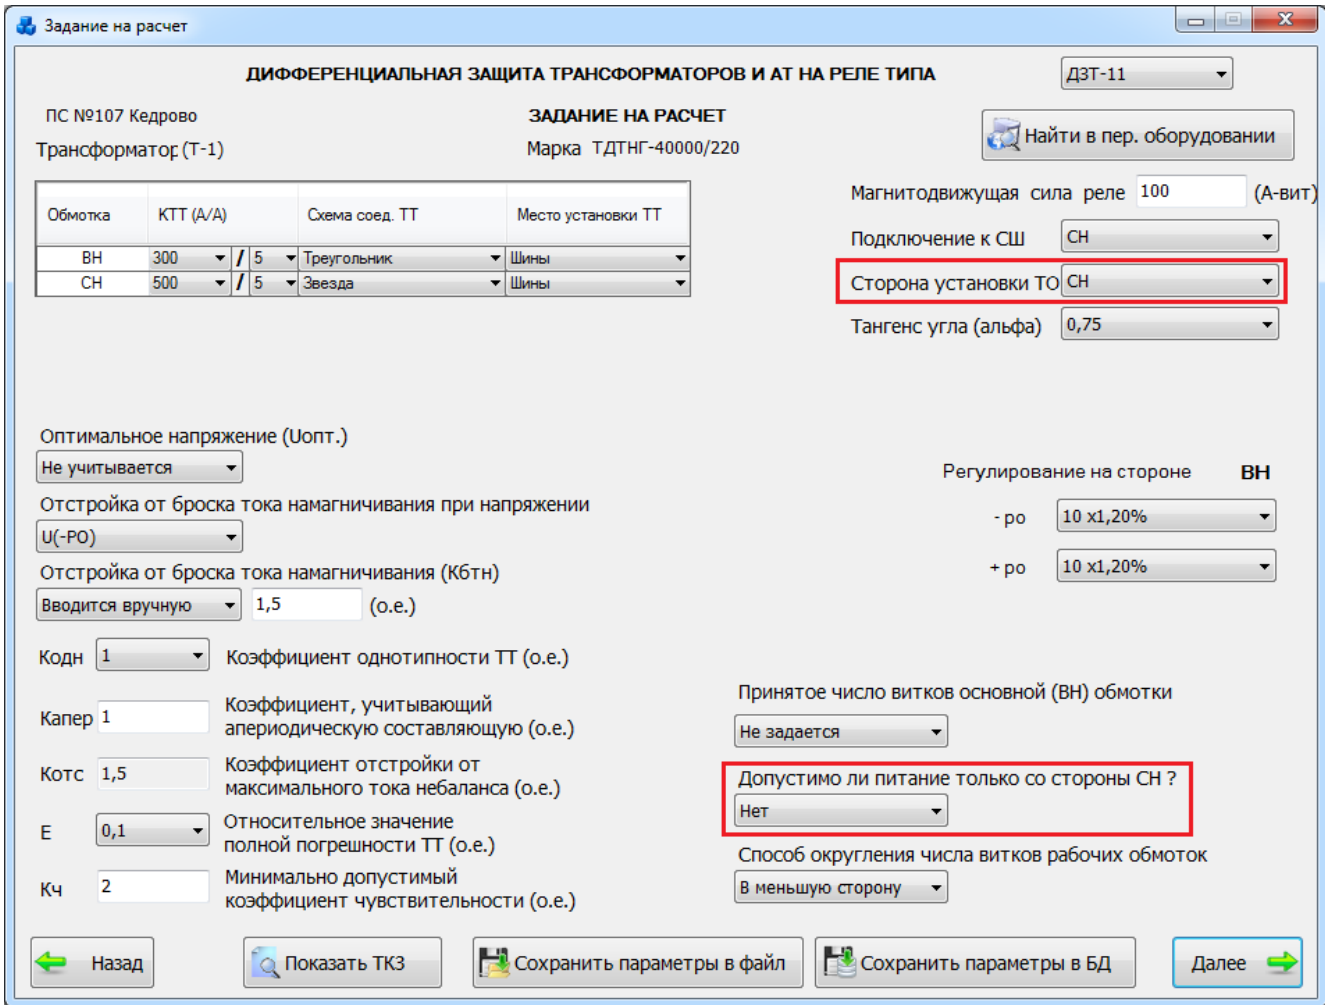 Задание на расчет
ДИФФЕРЕНЦИАЛЬНАЯ ЗАЩИТА ТРАНСФОРМАТОРОВ И АТ НА РЕЛЕ ТИПА ДЗТ-11
ПС №107 Кедрово
ЗАДАНИЕ НА РАСЧЕТ
Найти в пер. оборудовании
Трансформатор (Т-1)
Марка ТДТНГ-40000/220
Магнитодвижущая сила реле 100 (А-вит)
Обмотка КТТ (А/А) Схема соед. ТТ Место установки ТТ
Подключение к СШ СН
ВН 300 / 5 Треугольник Шины
СН 500 / 5 Звезда Шины
Сторона установки ТО СН
Тангенс угла (альфа) 0,75
Оптимальное напряжение (Uопт.)
Не учитывается
Регулирование на стороне ВН
Отстройка от броска тока намагничивания при напряжении
U(-РО)
- ро 10 x1,20%
Отстройка от броска тока намагничивания (Кбтн)
+ ро 10 x1,20%
Вводится вручную 1,5 (о.е.)
Кодн 1 Коэффициент однотипности ТТ (о.е.)
Принятое число витков основной (ВН) обмотки
Не задается
Капер 1 Коэффициент, учитывающий
апериодическую составляющую (о.е.)
Котс 1,5 Коэффициент отстройки от
максимального тока небаланса (о.е.)
Допустимо ли питание только со стороны СН ?
Нет
Е 0,1 Относительное значение
полной погрешности ТТ (о.е.)
Способ округления числа витков рабочих обмоток
В меньшую сторону
Кч 2 Минимально допустимый
коэффициент чувствительности (о.е.)
Назад
Показать ТКЗ
Сохранить параметры в файл
Сохранить параметры в БД
Далее